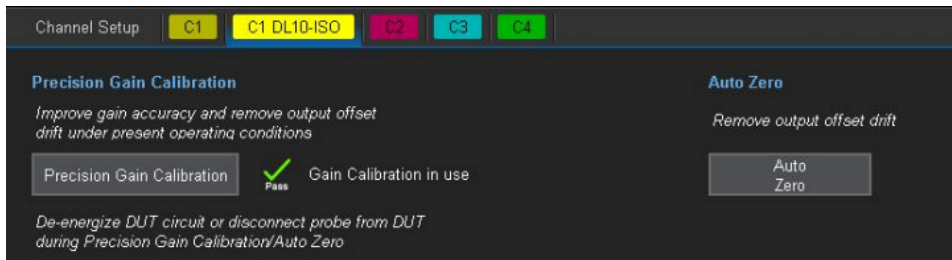 Channel Setup C1 C1 DL10-ISO C2 C3 C4
Precision Gain Calibration
Improve gain accuracy and remove output offset
drift under present operating conditions
Precision Gain Calibration
Pass
Gain Calibration in use
De-energize DUT circuit or disconnect probe from DUT
during Precision Gain Calibration/Auto Zero
Auto Zero
Remove output offset drift
Auto
Zero